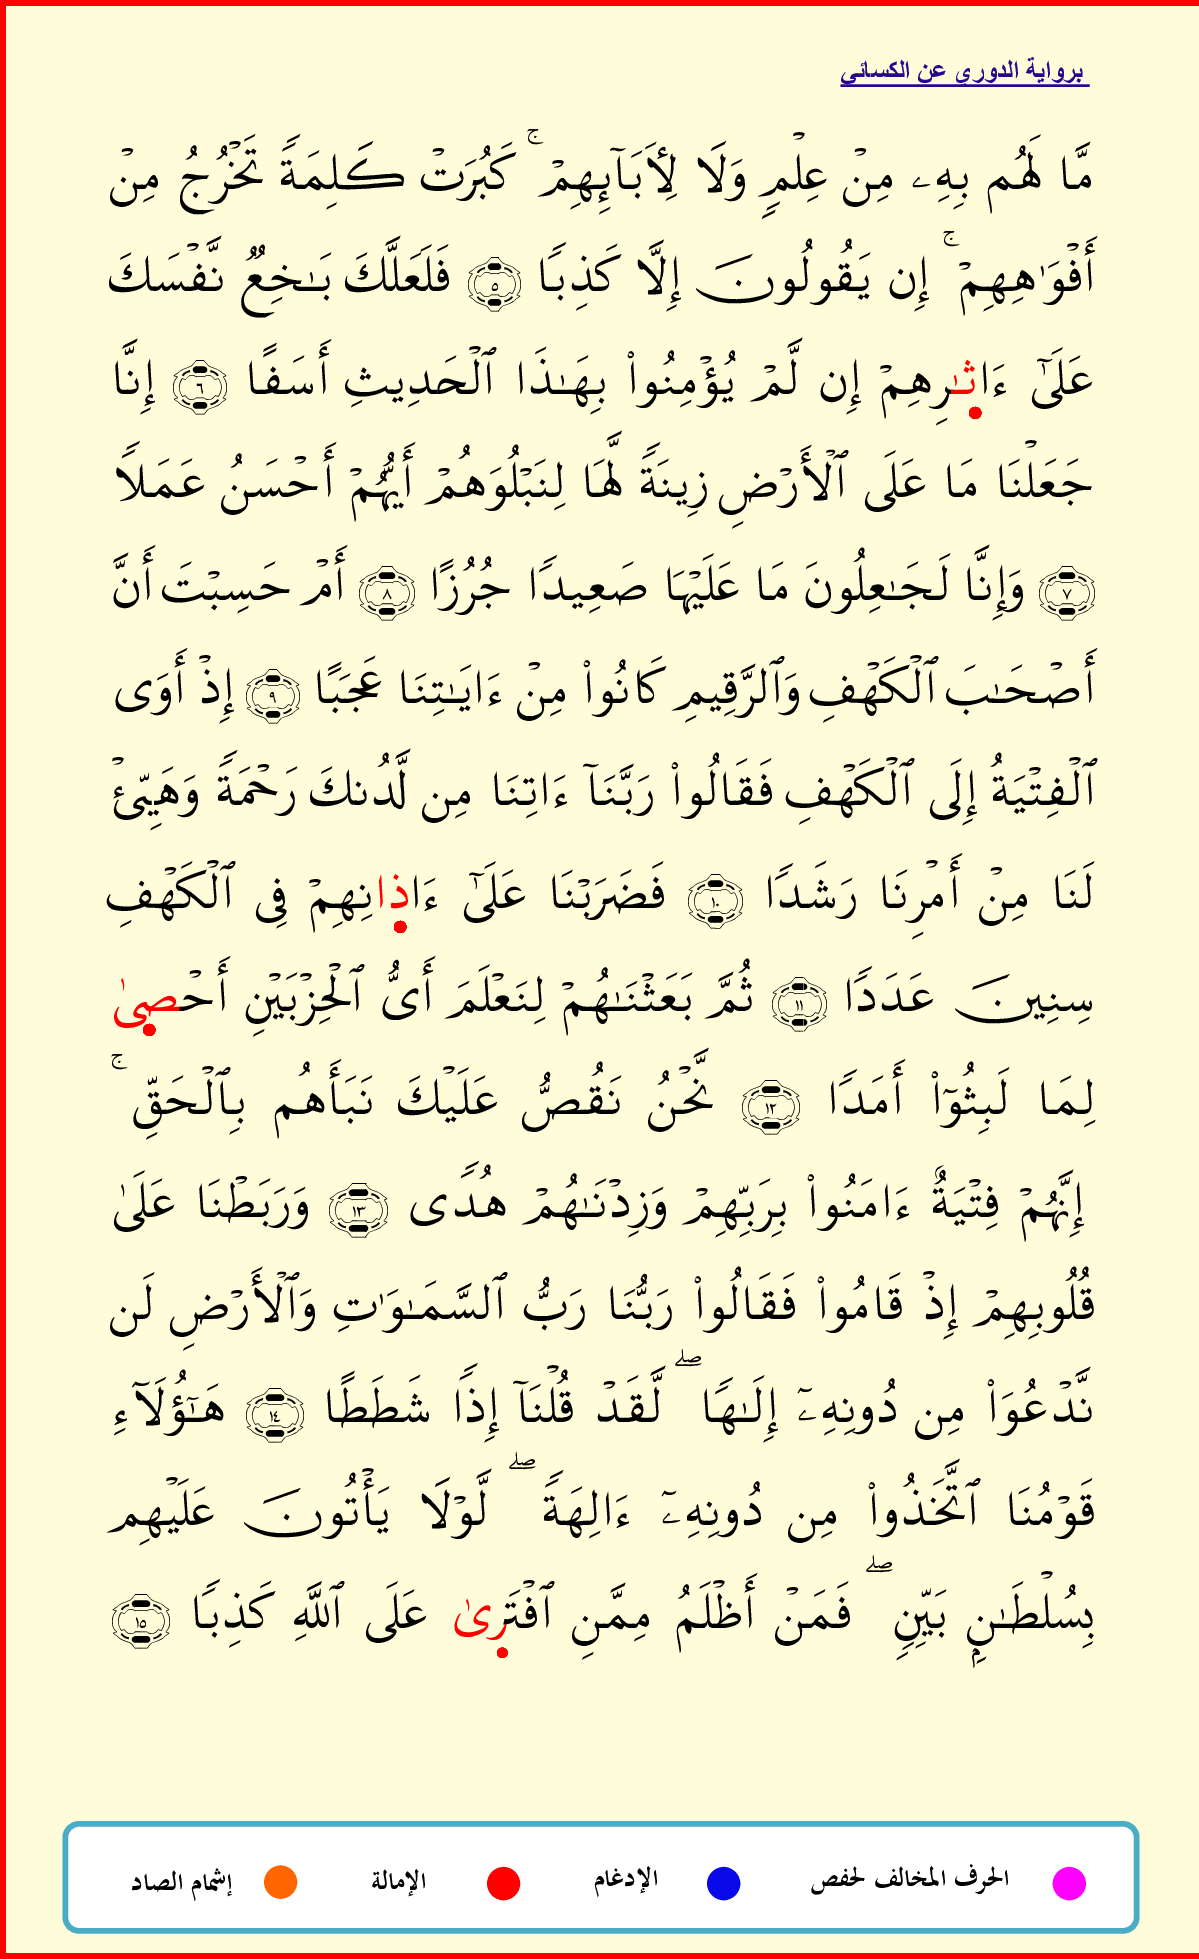 برواية الدوري عن الكسائي
مَّا لَهُم بِهِۦ مِنۡ عِلۡمٖ وَلَا لِأٓبَآئِهِمۡۚ كَبُرَتۡ كَلِمَةٗ تَخۡرُجُ مِنۡ
أَفۡوَٰهِهِمۡۚ إِن يَقُولُونَ إِلَّا كَذِبٗا ٥ فَلَعَلَّكَ بَٰخِعٞ نَّفۡسَكَ
عَلَىٰٓ ءَاثَٰرِهِمۡ إِن لَّمۡ يُؤۡمِنُواْ بِهَٰذَا ٱلۡحَدِيثِ أَسَفًا ٦ إِنَّا
جَعَلۡنَا مَا عَلَى ٱلۡأَرۡضِ زِينَةٗ لَّهَا لِنَبۡلُوَهُمۡ أَيُّهُمۡ أَحۡسَنُ عَمَلٗا
٧ وَإِنَّا لَجَٰعِلُونَ مَا عَلَيۡهَا صَعِيدٗا جُرُزًا ٨ أَمۡ حَسِبۡتَ أَنَّ
أَصۡحَٰبَ ٱلۡكَهۡفِ وَٱلرَّقِيمِ كَانُواْ مِنۡ ءَايَٰتِنَا عَجَبًا ٩ إِذۡ أَوَى
ٱلۡفِتۡيَةُ إِلَى ٱلۡكَهۡفِ فَقَالُواْ رَبَّنَآ ءَاتِنَا مِن لَّدُنكَ رَحۡمَةٗ وَهَيِّئۡ
لَنَا مِنۡ أَمۡرِنَا رَشَدٗا ١٠ فَضَرَبۡنَا عَلَىٰٓ ءَاذَانِهِمۡ فِي ٱلۡكَهۡفِ
سِنِينَ عَدَدٗا ١١ ثُمَّ بَعَثۡنَٰهُمۡ لِنَعۡلَمَ أَيُّ ٱلۡحِزۡبَيۡنِ أَحۡصَىٰ
لِمَا لَبِثُوٓاْ أَمَدٗا ١٢ نَّحۡنُ نَقُصُّ عَلَيۡكَ نَبَأَهُم بِٱلۡحَقِّۚ
إِنَّهُمۡ فِتۡيَةٌ ءَامَنُواْ بِرَبِّهِمۡ وَزِدۡنَٰهُمۡ هُدٗى ١٣ وَرَبَطۡنَا عَلَىٰ
قُلُوبِهِمۡ إِذۡ قَامُواْ فَقَالُواْ رَبُّنَا رَبُّ ٱلسَّمَٰوَٰتِ وَٱلۡأَرۡضِ لَن
نَّدۡعُوَاْ مِن دُونِهِۦٓ إِلَٰهٗاۖ لَّقَدۡ قُلۡنَآ إِذٗا شَطَطًا ١٤ هَٰٓؤُلَآءِ
قَوۡمُنَا ٱتَّخَذُواْ مِن دُونِهِۦٓ ءَالِهَةٗۖ لَّوۡلَا يَأۡتُونَ عَلَيۡهِم
بِسُلۡطَٰنِۭ بَيِّنٖۖ فَمَنۡ أَظۡلَمُ مِمَّنِ ٱفۡتَرَىٰ عَلَى ٱللَّهِ كَذِبٗا ١٥
الحرف المخالف لحفص الإدغام الإمالة إشمام الصاد